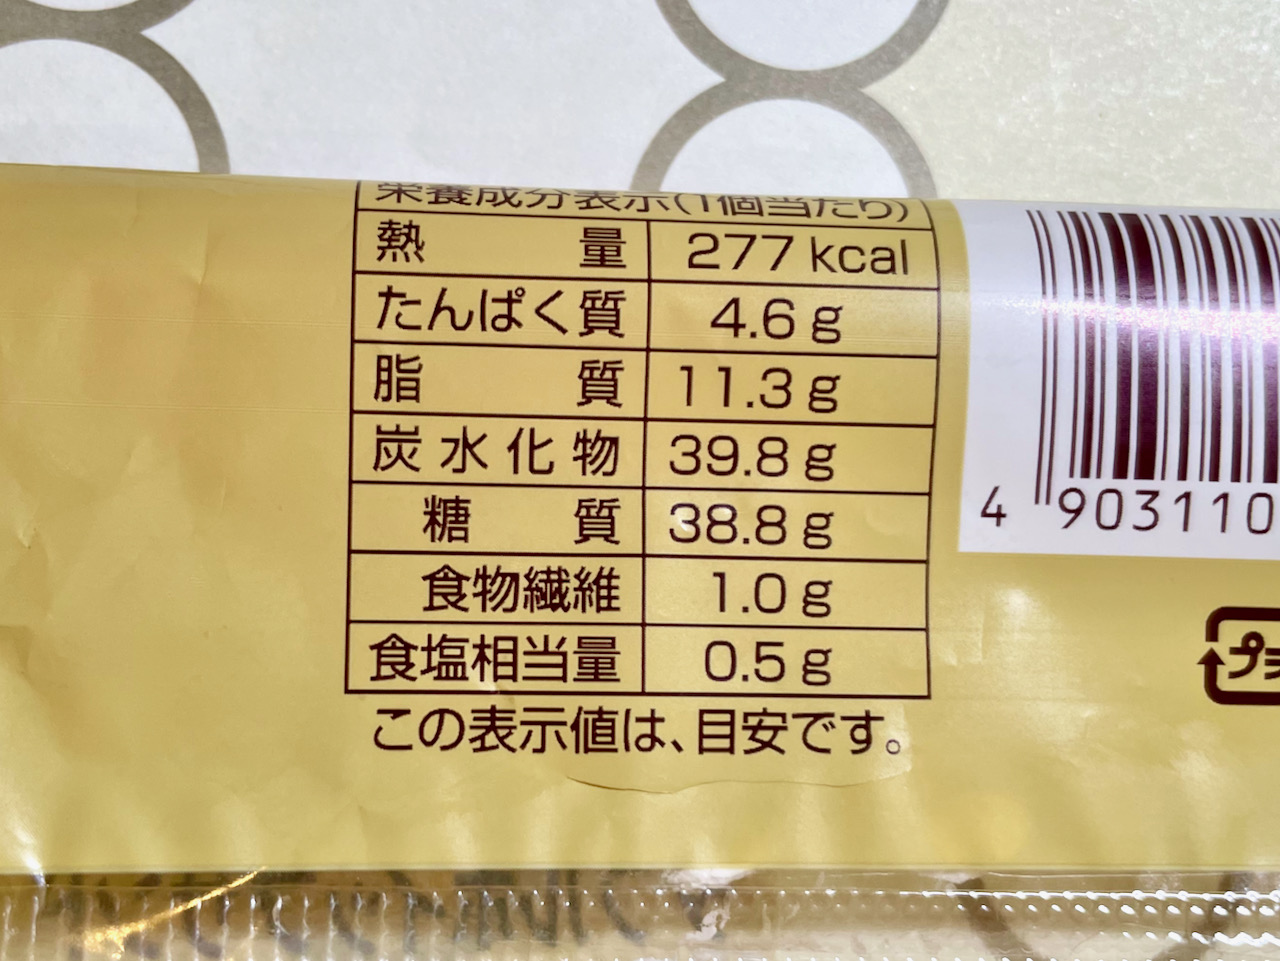 栄養成分表示(1個当たり)
熱量 277 kcal
たんぱく質 4.6 g
脂質 11.3 g
炭水化物 39.8 g
糖質 38.8 g
食物繊維 1.0 g
食塩相当量 0.5 g
この表示値は、目安です。
4 903110
プラ